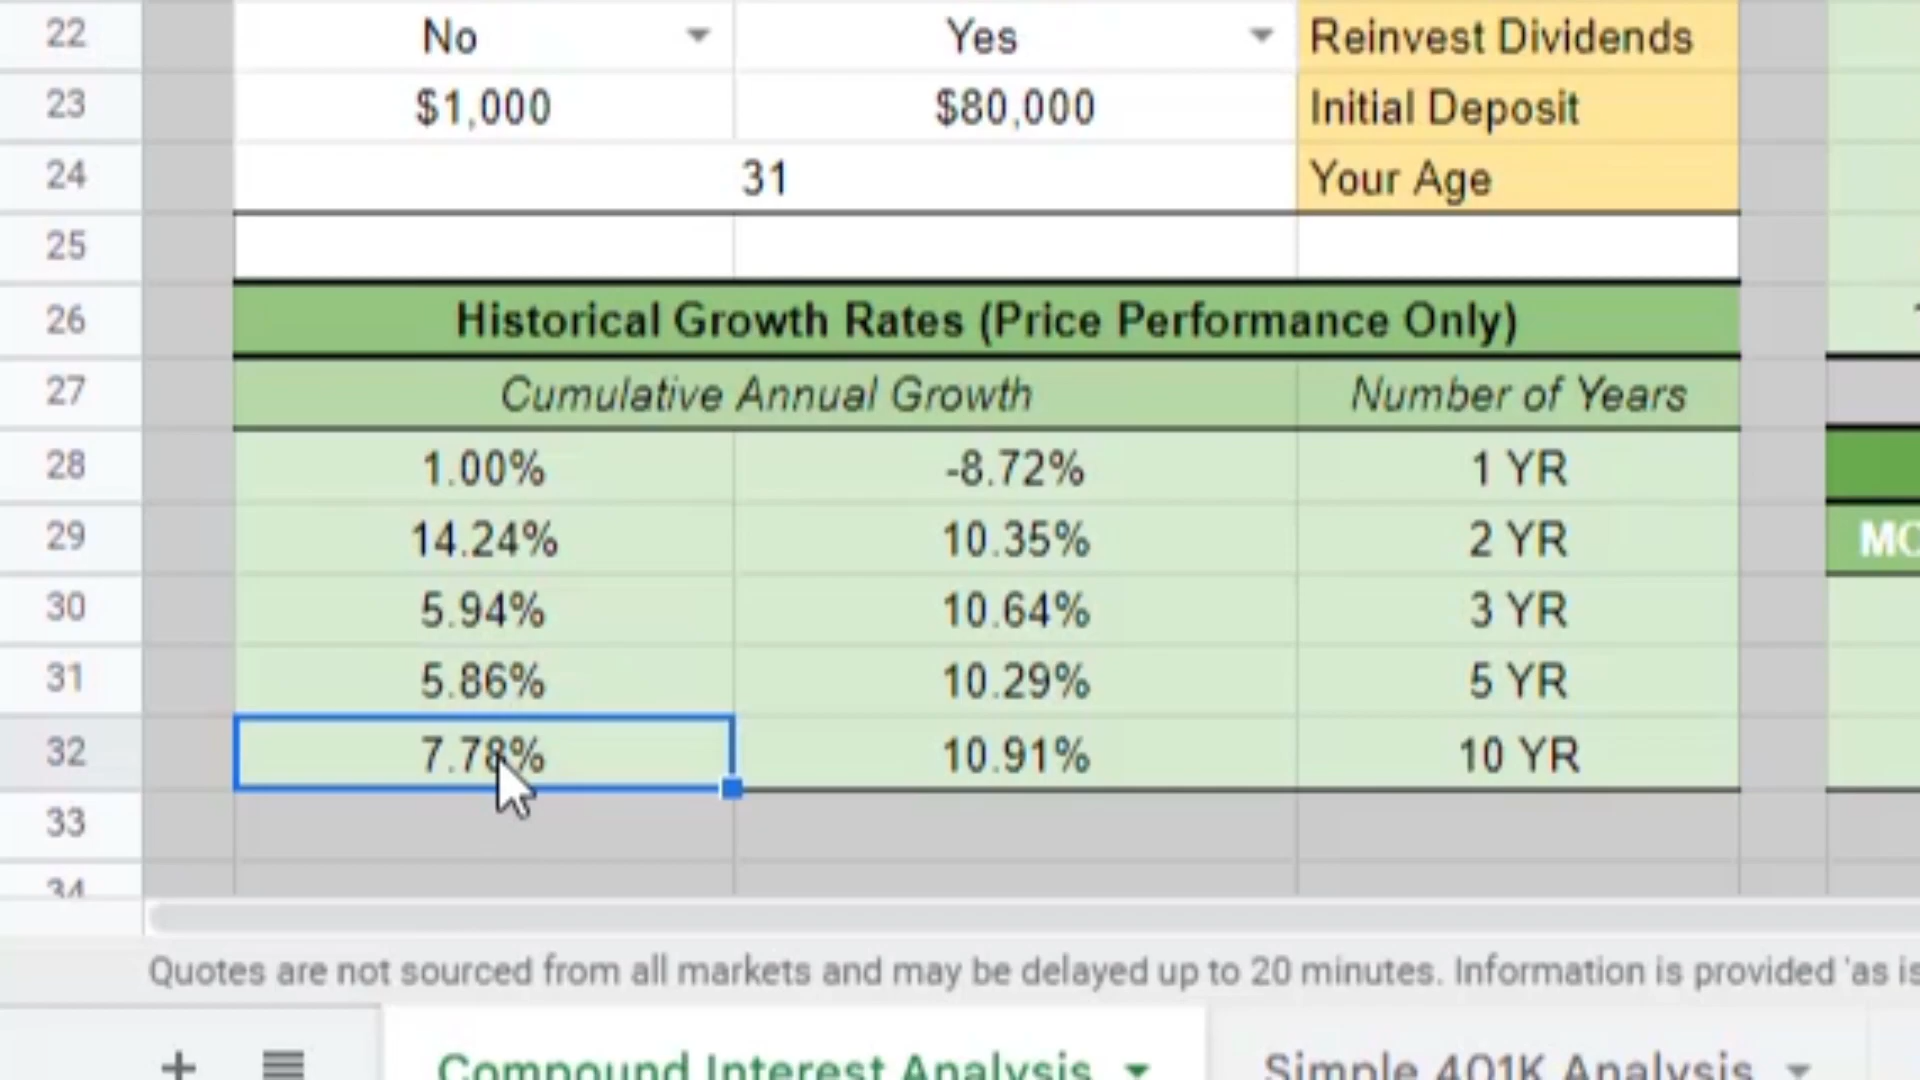 22 No Yes Reinvest Dividends
23 $1,000 $80,000 Initial Deposit
24 31 Your Age
25
26 Historical Growth Rates (Price Performance Only)
27 Cumulative Annual Growth Number of Years
28 1.00% -8.72% 1 YR
29 14.24% 10.35% 2 YR MO
30 5.94% 10.64% 3 YR
31 5.86% 10.29% 5 YR
32 7.78% 10.91% 10 YR
33
34
Quotes are not sourced from all markets and may be delayed up to 20 minutes. Information is provided 'as is
+ Compound Interest Analysis Simple 401K Analysis